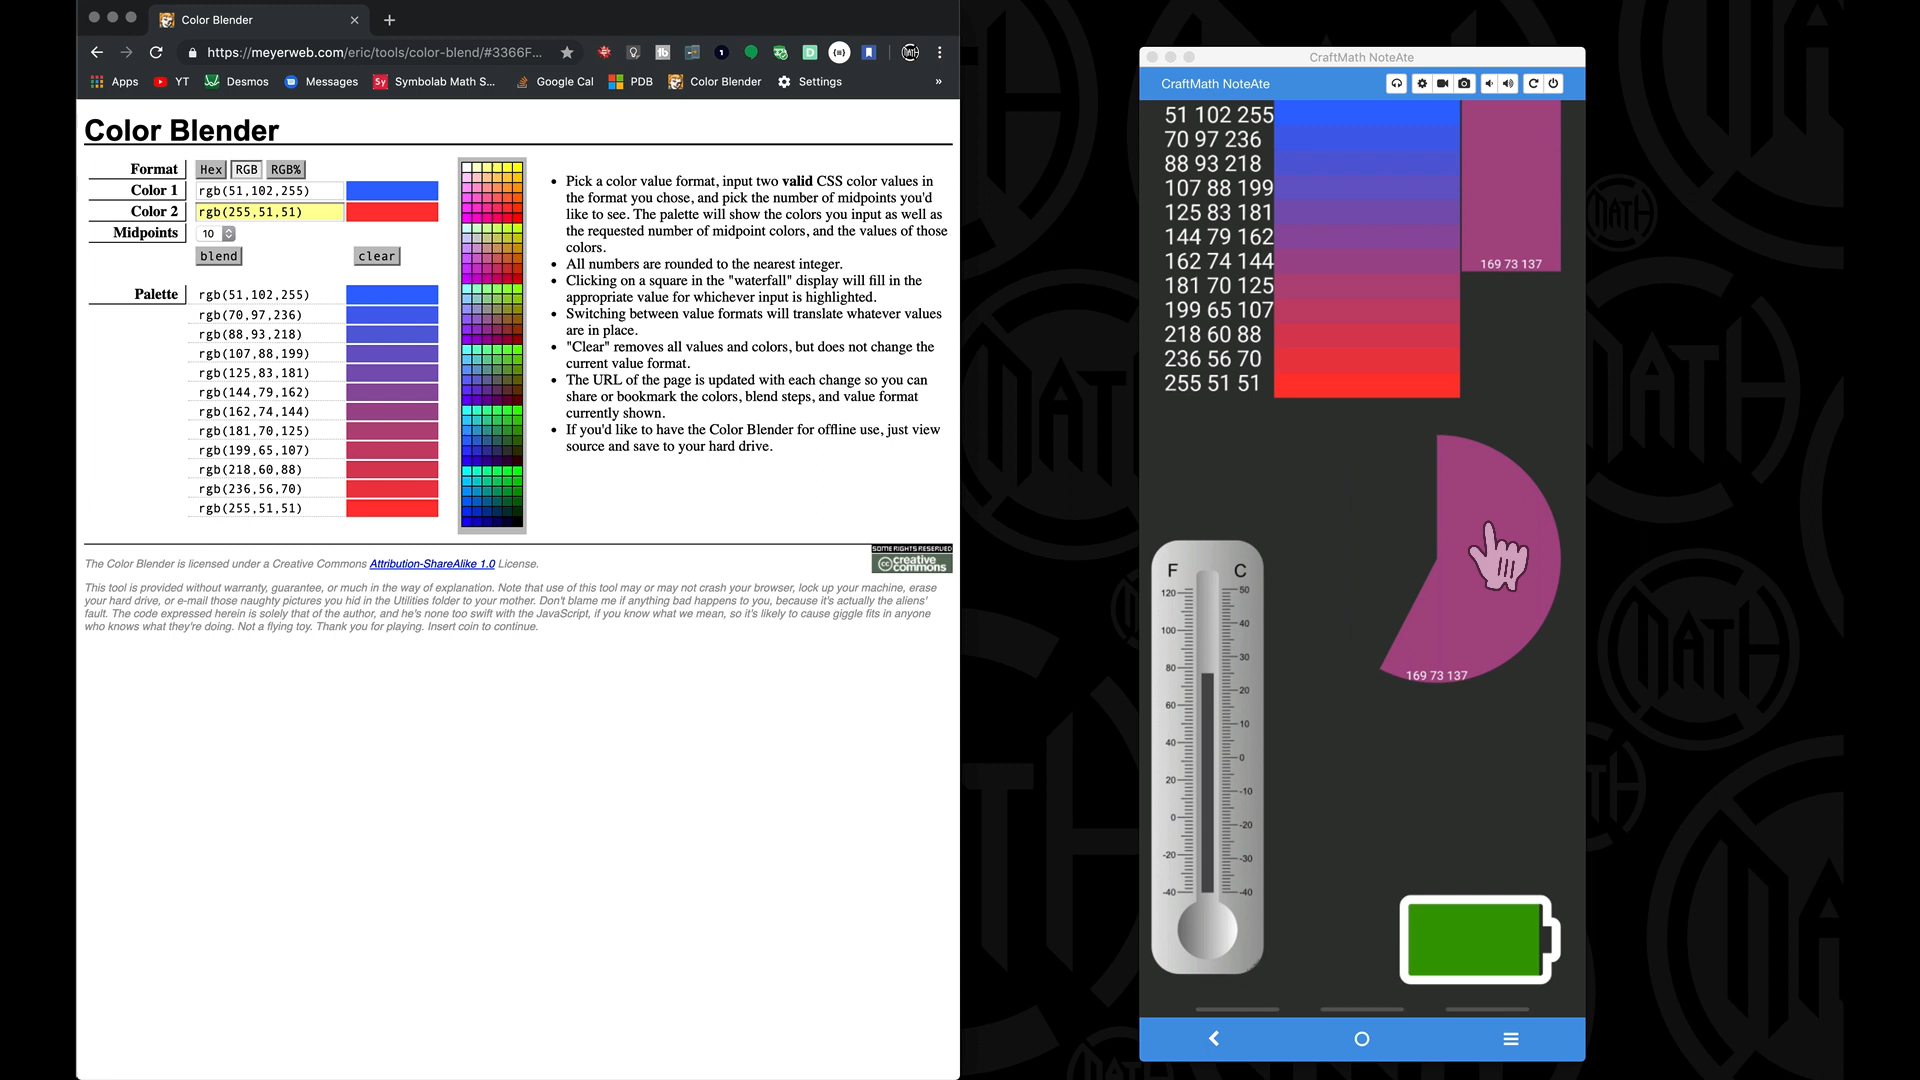 Color Blender
https://meyerweb.com/eric/tools/color-blend/#3366F...
Apps YT Desmos Messages Symbolab Math S... Google Cal PDB Color Blender Settings »
Color Blender
Format Hex RGB RGB%
Color 1 rgb(51,102,255)
Color 2 rgb(255,51,51)
Midpoints 10
blend clear
Palette rgb(51,102,255)
rgb(70,97,236)
rgb(88,93,218)
rgb(107,88,199)
rgb(125,83,181)
rgb(144,79,162)
rgb(162,74,144)
rgb(181,70,125)
rgb(199,65,107)
rgb(218,60,88)
rgb(236,56,70)
rgb(255,51,51)
• Pick a color value format, input two valid CSS color values in
the format you chose, and pick the number of midpoints you'd
like to see. The palette will show the colors you input as well as
the requested number of midpoint colors, and the values of those
colors.
• All numbers are rounded to the nearest integer.
• Clicking on a square in the "waterfall" display will fill in the
appropriate value for whichever input is highlighted.
• Switching between value formats will translate whatever values
are in place.
• "Clear" removes all values and colors, but does not change the
current value format.
• The URL of the page is updated with each change so you can
share or bookmark the colors, blend steps, and value format
currently shown.
• If you'd like to have the Color Blender for offline use, just view
source and save to your hard drive.
The Color Blender is licensed under a Creative Commons Attribution-ShareAlike 1.0 License.
SOME RIGHTS RESERVED
creative
commons
This tool is provided without warranty, guarantee, or much in the way of explanation. Note that use of this tool may or may not crash your browser, lock up your machine, erase
your hard drive, or e-mail those naughty pictures you hid in the Utilities folder to your mother. Don't blame me if anything bad happens to you, because it's actually the aliens'
fault. The code expressed herein is solely that of the author, and he's none too swift with the JavaScript, if you know what we mean, so it's likely to cause giggle fits in anyone
who knows what they're doing. Not a flying toy. Thank you for playing. Insert coin to continue.
CraftMath NoteAte
CraftMath NoteAte
51 102 255
70 97 236
88 93 218
107 88 199
125 83 181
144 79 162
162 74 144
181 70 125
199 65 107
218 60 88
236 56 70
255 51 51
169 73 137
169 73 137
F C
120 50
100 40
30
80
20
60
10
40
0
20
-10
0
-20
-20
-30
-40 -40